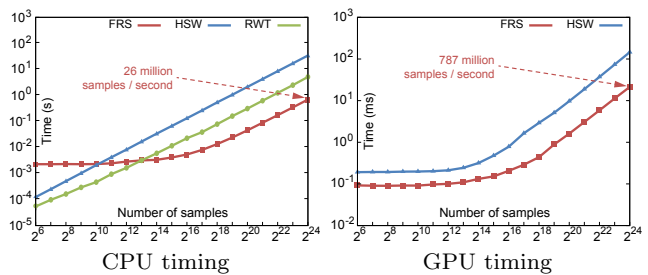 FRS HSW RWT
10^3
10^2
10^1
10^0
10^-1
10^-2
10^-3
10^-4
10^-5
Time (s)
26 million
samples / second
Number of samples
2^6 2^8 2^10 2^12 2^14 2^16 2^18 2^20 2^22 2^24
CPU timing
FRS HSW
10^3
10^2
10^1
10^0
10^-1
10^-2
Time (ms)
787 million
samples / second
Number of samples
2^6 2^8 2^10 2^12 2^14 2^16 2^18 2^20 2^22 2^24
GPU timing